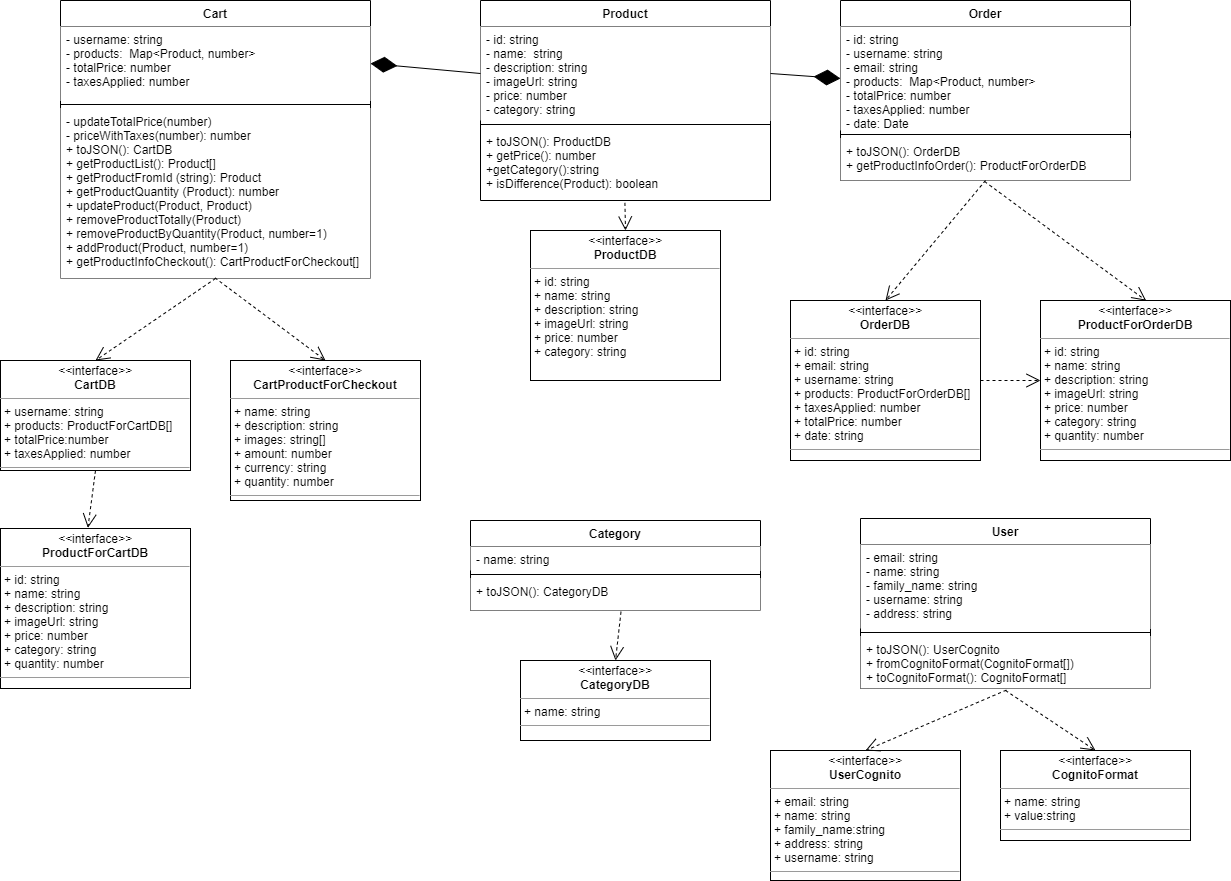 Cart
- username: string
- products:  Map<Product, number>
- totalPrice: number
- taxesApplied: number
- updateTotalPrice(number)
- priceWithTaxes(number): number
+ toJSON(): CartDB
+ getProductList(): Product[]
+ getProductFromId (string): Product
+ getProductQuantity (Product): number
+ updateProduct(Product, Product)
+ removeProductTotally(Product)
+ removeProductByQuantity(Product, number=1)
+ addProduct(Product, number=1)
+ getProductInfoCheckout(): CartProductForCheckout[]
Product
- id: string
- name:  string
- description: string
- imageUrl: string
- price: number
- category: string
+ toJSON(): ProductDB
+ getPrice(): number
+getCategory():string
+ isDifference(Product): boolean
Order
- id: string
- username: string
- email: string
- products:  Map<Product, number>
- totalPrice: number
- taxesApplied: number
- date: Date
+ toJSON(): OrderDB
+ getProductInfoOrder(): ProductForOrderDB
<<interface>>
ProductDB
+ id: string
+ name: string
+ description: string
+ imageUrl: string
+ price: number
+ category: string
<<interface>>
OrderDB
+ id: string
+ email: string
+ username: string
+ products: ProductForOrderDB[]
+ taxesApplied: number
+ totalPrice: number
+ date: string
<<interface>>
ProductForOrderDB
+ id: string
+ name: string
+ description: string
+ imageUrl: string
+ price: number
+ category: string
+ quantity: number
<<interface>>
CartDB
+ username: string
+ products: ProductForCartDB[]
+ totalPrice:number
+ taxesApplied: number
<<interface>>
CartProductForCheckout
+ name: string
+ description: string
+ images: string[]
+ amount: number
+ currency: string
+ quantity: number
<<interface>>
ProductForCartDB
+ id: string
+ name: string
+ description: string
+ imageUrl: string
+ price: number
+ category: string
+ quantity: number
Category
- name: string
+ toJSON(): CategoryDB
<<interface>>
CategoryDB
+ name: string
User
- email: string
- name: string
- family_name: string
- username: string
- address: string
+ toJSON(): UserCognito
+ fromCognitoFormat(CognitoFormat[])
+ toCognitoFormat(): CognitoFormat[]
<<interface>>
UserCognito
+ email: string
+ name: string
+ family_name:string
+ address: string
+ username: string
<<interface>>
CognitoFormat
+ name: string
+ value:string